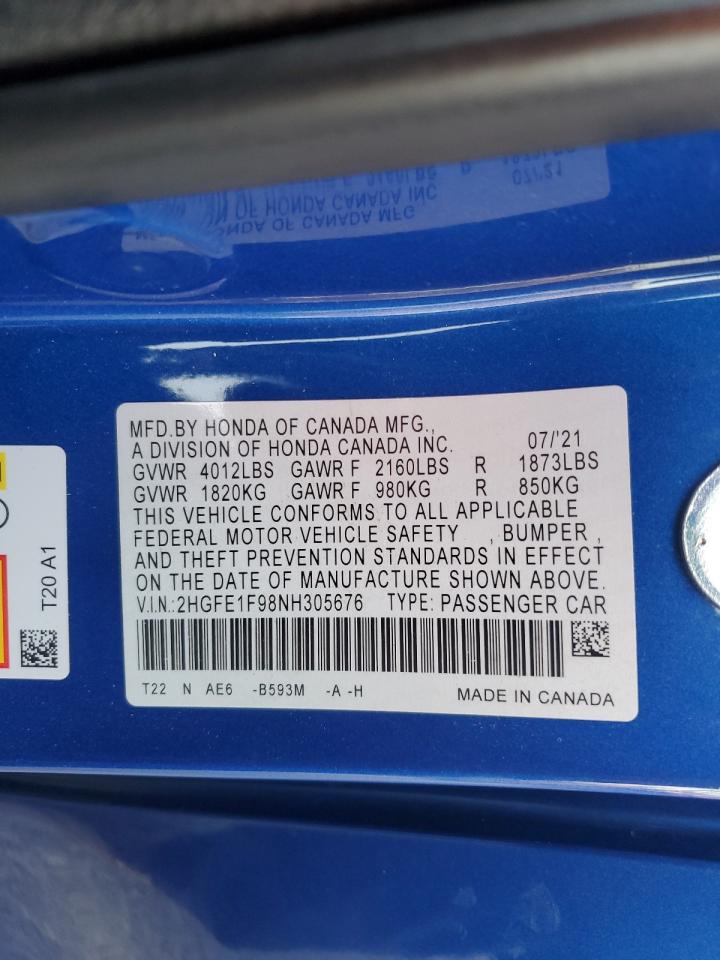 MFD.BY HONDA OF CANADA MFG.,
A DIVISION OF HONDA CANADA INC. 07/'21
GVWR 4012LBS GAWR F 2160LBS R 1873LBS
GVWR 1820KG GAWR F 980KG R 850KG
THIS VEHICLE CONFORMS TO ALL APPLICABLE
FEDERAL MOTOR VEHICLE SAFETY , BUMPER ,
AND THEFT PREVENTION STANDARDS IN EFFECT
ON THE DATE OF MANUFACTURE SHOWN ABOVE.
V.I.N.:2HGFE1F98NH305676 TYPE: PASSENGER CAR
T22 N AE6 -B593M -A -H MADE IN CANADA
T20 A1